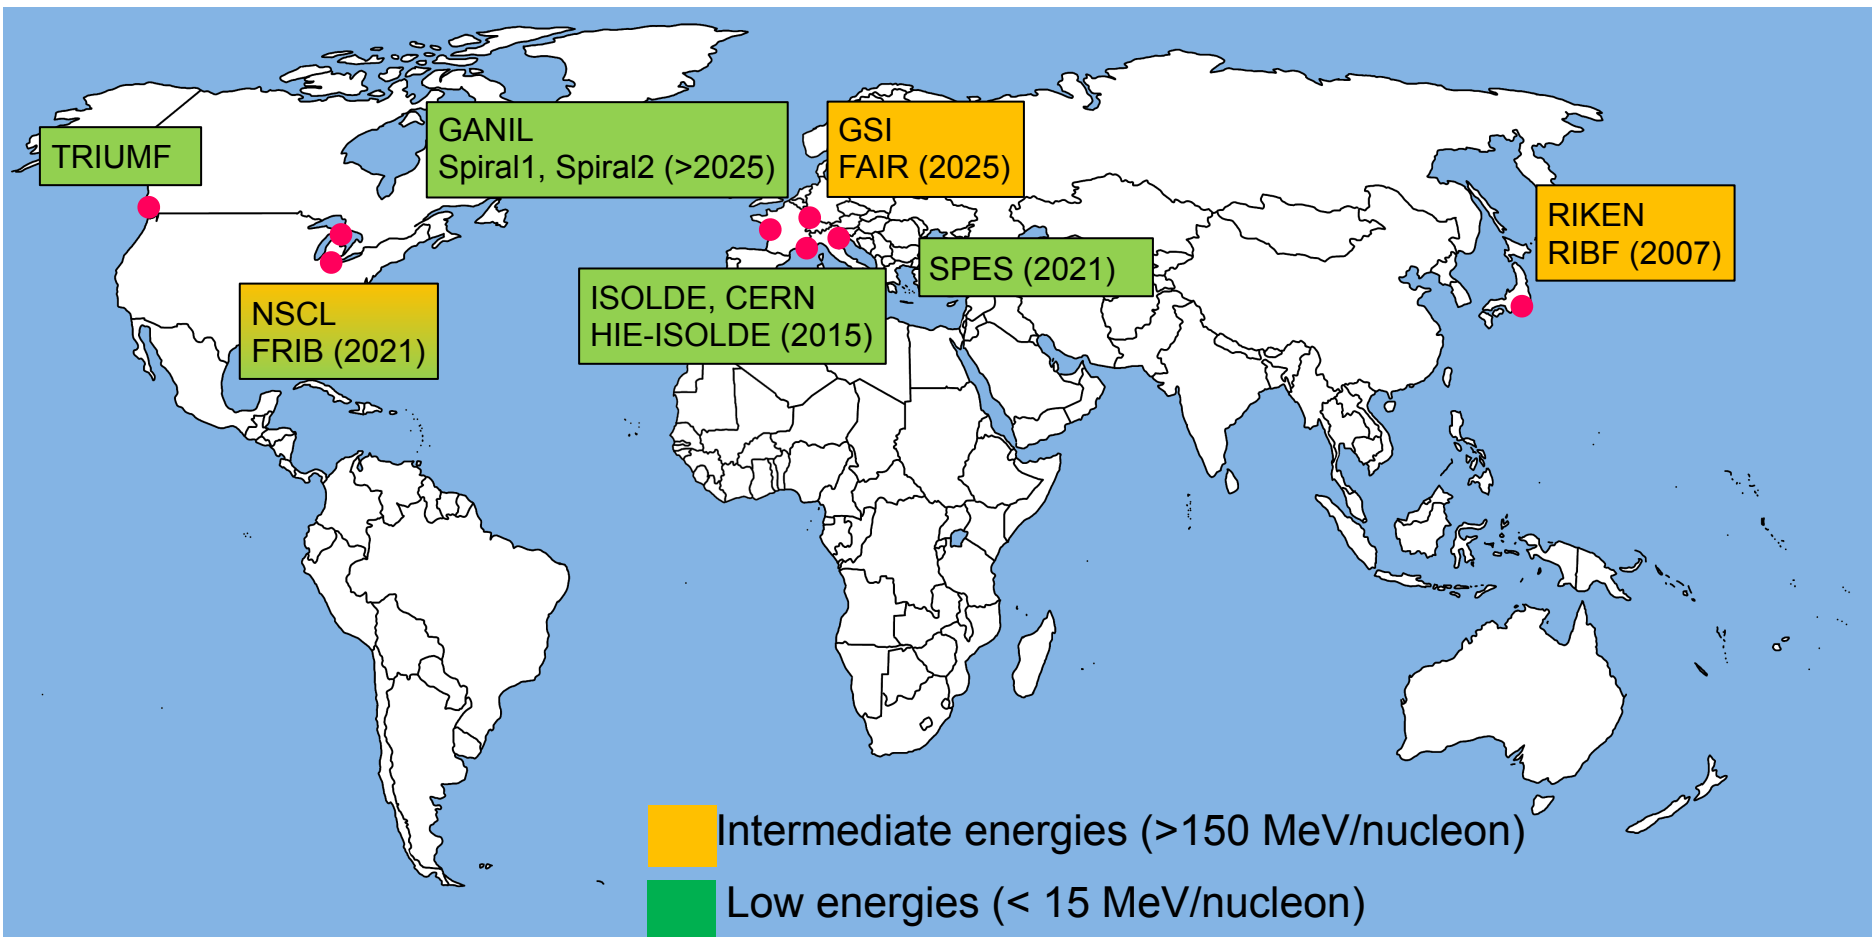 TRIUMF
GANIL
Spiral1, Spiral2 (>2025)
GSI
FAIR (2025)
RIKEN
RIBF (2007)
NSCL
FRIB (2021)
ISOLDE, CERN
HIE-ISOLDE (2015)
SPES (2021)
Intermediate energies (>150 MeV/nucleon)
Low energies (< 15 MeV/nucleon)